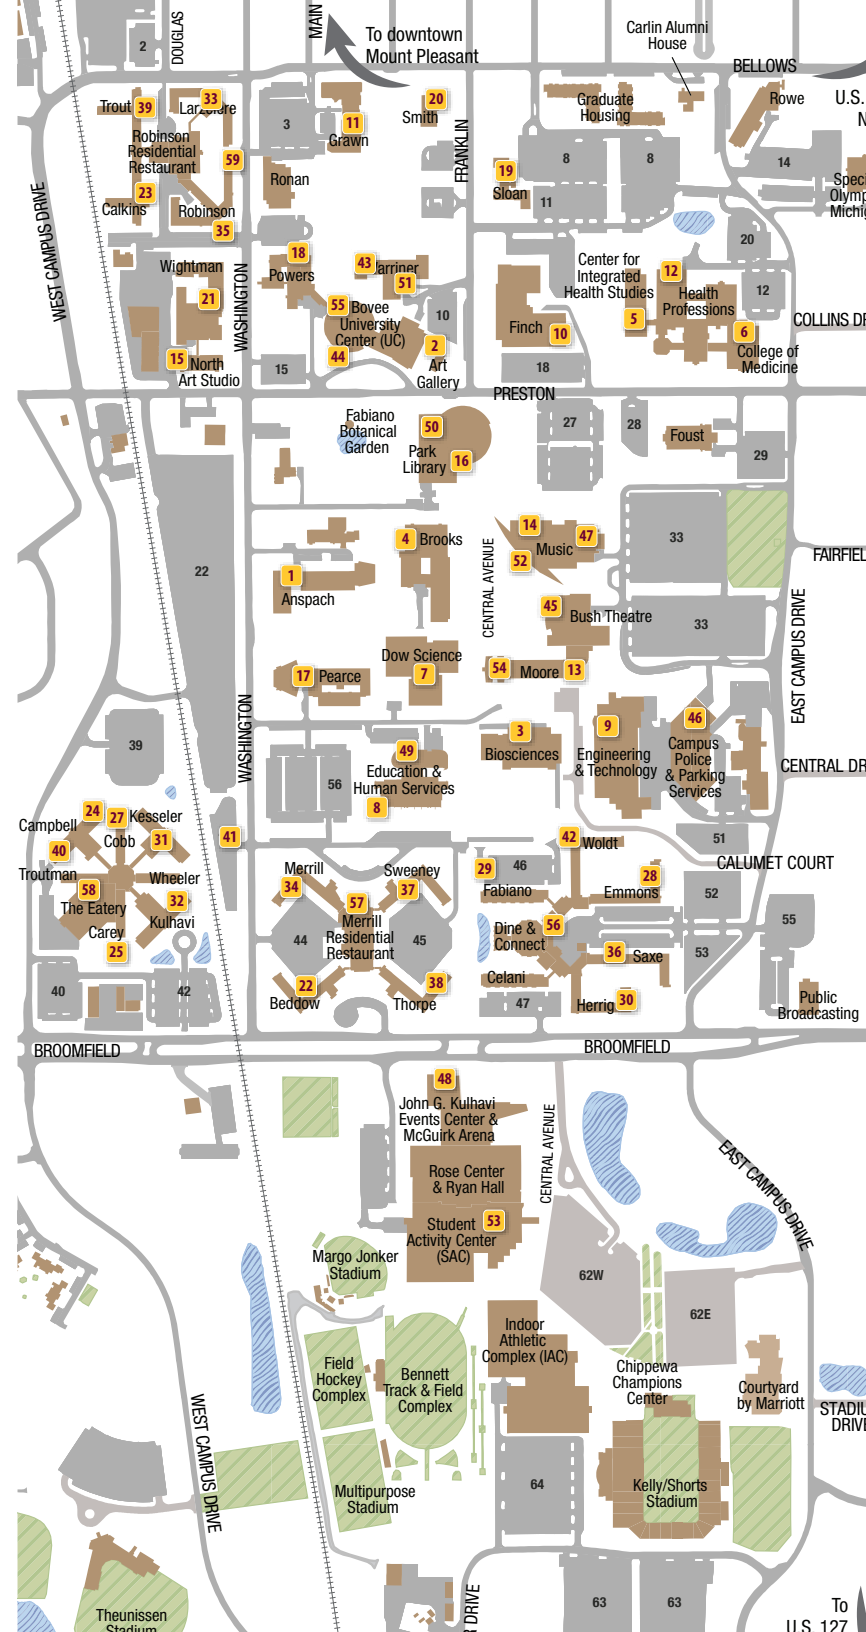 MAIN
DOUGLAS
2
To downtown
Mount Pleasant
Carlin Alumni
House
BELLOWS
U.S.
N
Trout 39
33
Larzelere
Robinson
Residential
Restaurant
59
23
Calkins
Robinson
35
3
11
Grawn
20
Smith
FRANKLIN
Graduate
Housing
Rowe
8
8
14
19
Sloan
11
Speci
Olymp
Michig
Ronan
WEST CAMPUS DRIVE
20
Wightman
21
WASHINGTON
18
Powers
43
arriner
51
55 Bovee
University
Center (UC)
44
10
2
Art
Gallery
15 North
Art Studio
15
Finch 10
18
Center for
Integrated
Health Studies
5
12
Health
Professions
12
6
College of
Medicine
COLLINS DR
PRESTON
Fabiano
Botanical
Garden
50
Park
Library 16
27
28
Foust
29
22
4 Brooks
14
47
Music
52
CENTRAL AVENUE
33
FAIRFIEL
1
Anspach
45
Bush Theatre
33
EAST CAMPUS DRIVE
17 Pearce
Dow Science
7
54 Moore 13
WASHINGTON
39
56
49
Education &
Human Services
8
3
Biosciences
9
Engineering
& Technology
46
Campus
Police
& Parking
Services
CENTRAL DR
24
27 Kesseler
Campbell
Cobb
31
40
Troutman
Wheeler
58
The Eatery
32
Kulhavi
Carey
25
41
40
42
Merrill
34
Sweeney
37
57
Merrill
Residential
Restaurant
44
45
22
Beddow
38
Thorpe
29
46
Fabiano
42 Woldt
28
Emmons
51
CALUMET COURT
52
Dine &
Connect
56
36 Saxe
53
55
Celani
47
Herrig 30
Public
Broadcasting
BROOMFIELD
BROOMFIELD
48
John G. Kulhavi
Events Center &
McGuirk Arena
CENTRAL AVENUE
EAST CAMPUS DRIVE
Rose Center
& Ryan Hall
Student
Activity Center
(SAC)
53
Margo Jonker
Stadium
62W
62E
Indoor
Athletic
Complex (IAC)
Field
Hockey
Complex
Bennett
Track & Field
Complex
Chippewa
Champions
Center
Courtyard
by Marriott
STADIU
DRIVE
WEST CAMPUS DRIVE
Multipurpose
Stadium
64
Kelly/Shorts
Stadium
Theunissen
Stadium
DRIVE
63
63
To
U.S. 127